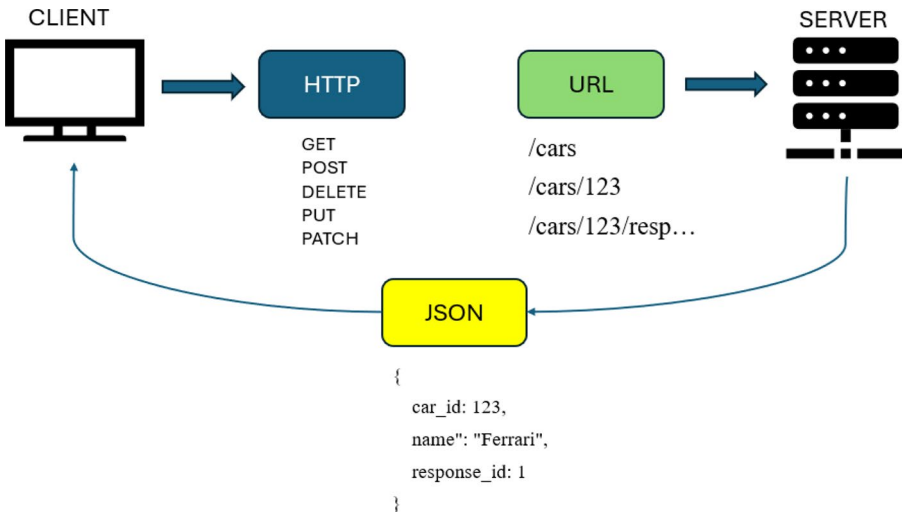 CLIENT
SERVER
HTTP
URL
GET
POST
DELETE
PUT
PATCH
/cars
/cars/123
/cars/123/resp…
JSON
{
car_id: 123,
name": "Ferrari",
response_id: 1
}